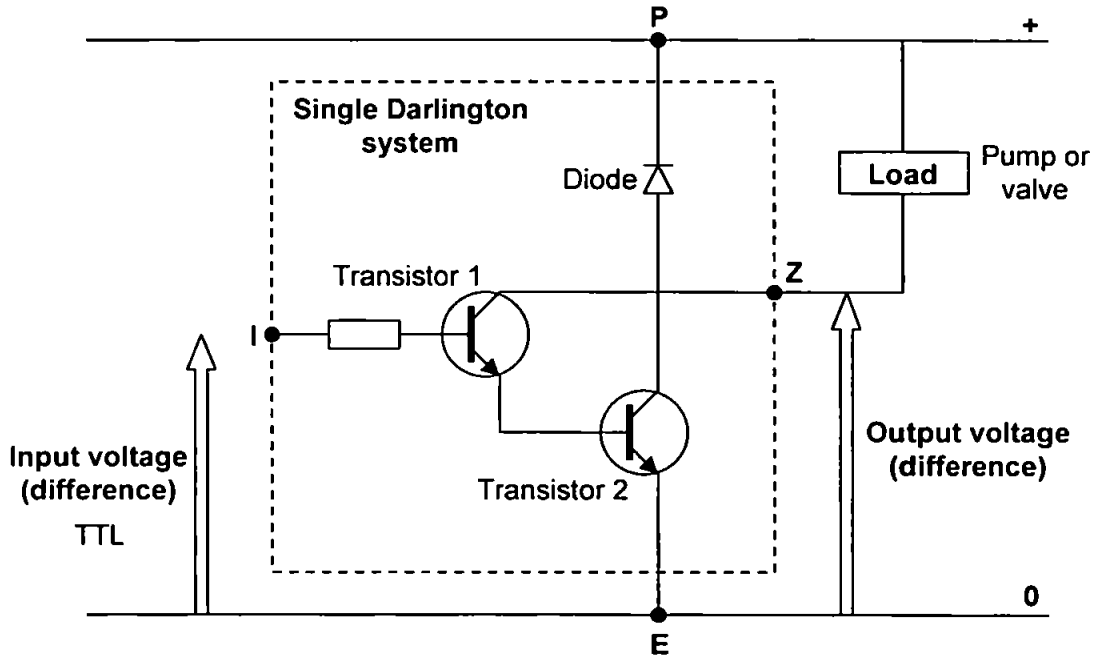 P
+
Single Darlington
system
Diode
Load
Pump or
valve
Z
Transistor 1
I
Input voltage
(difference)
TTL
Transistor 2
Output voltage
(difference)
0
E